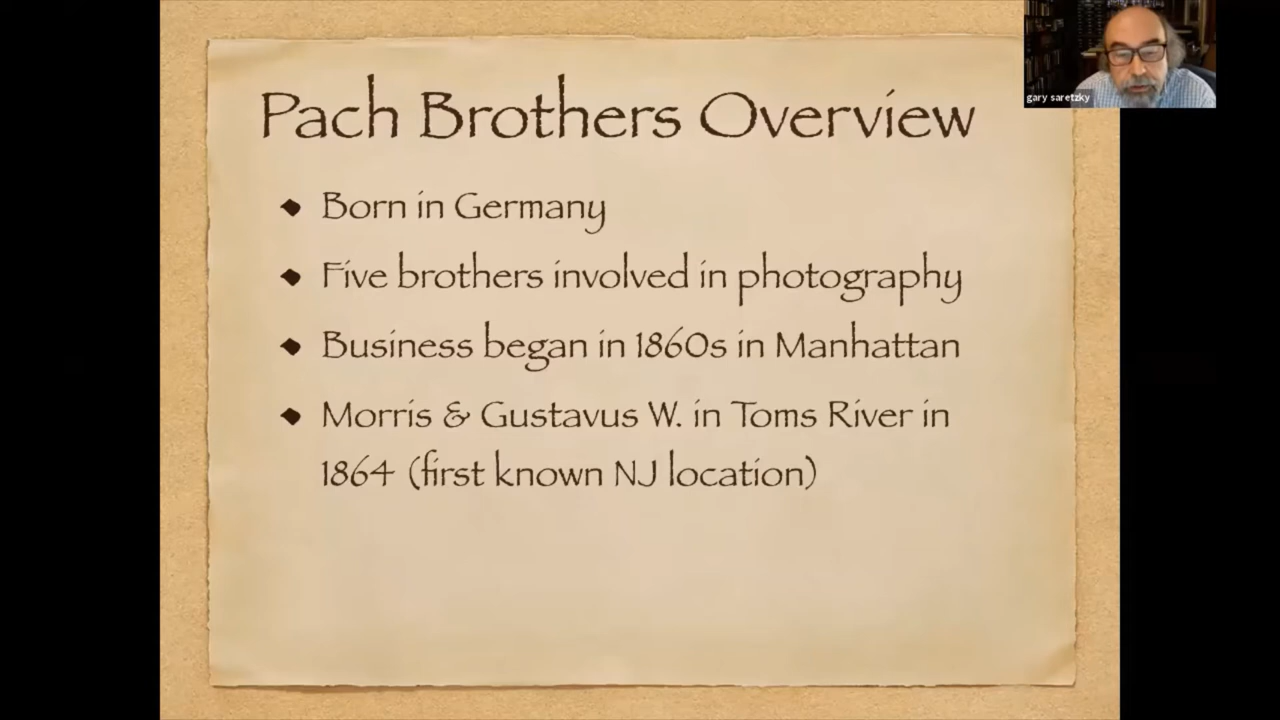 Pach Brothers Overview
gary saretzky
Born in Germany
Five brothers involved in photography
Business began in 1860s in Manhattan
Morris & Gustavus W. in Toms River in
1864 (first known NJ location)